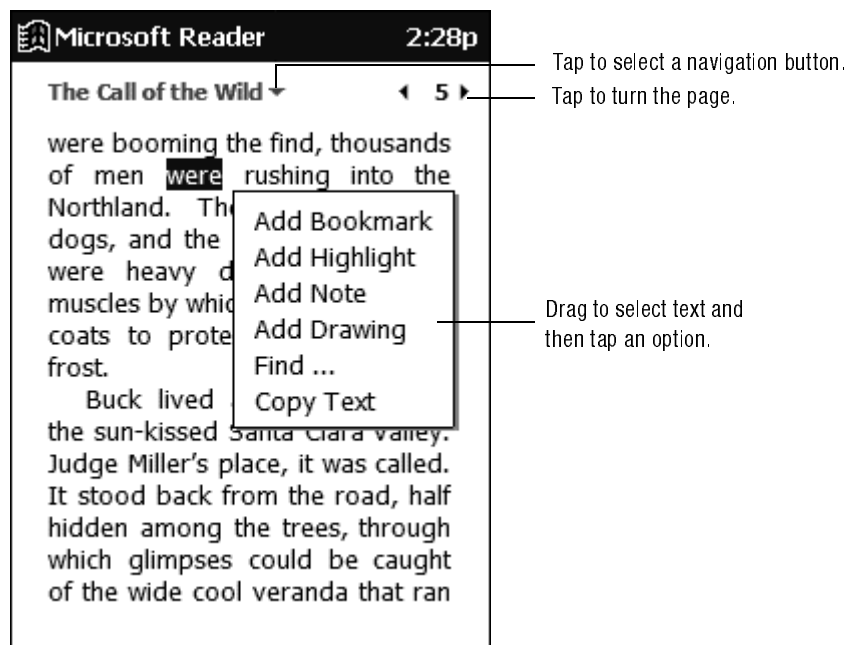 Microsoft Reader 2:28p
The Call of the Wild 5
were booming the find, thousands
of men were rushing into the
Northland. The
dogs, and the
were heavy d
muscles by whic
coats to prote
frost.
Buck lived
the sun-kissed Santa Clara Valley.
Judge Miller's place, it was called.
It stood back from the road, half
hidden among the trees, through
which glimpses could be caught
of the wide cool veranda that ran
Add Bookmark
Add Highlight
Add Note
Add Drawing
Find ...
Copy Text
Tap to select a navigation button.
Tap to turn the page.
Drag to select text and
then tap an option.